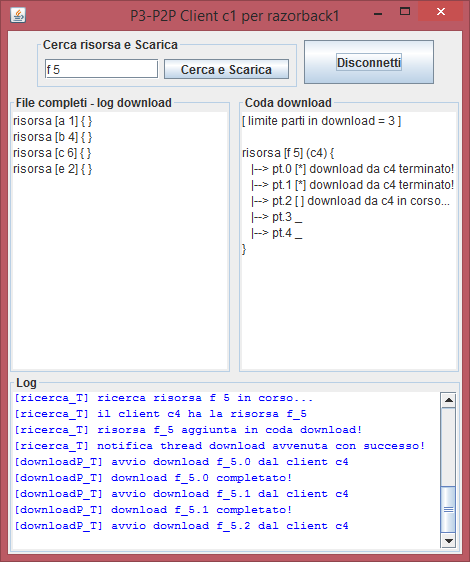 P3-P2P Client c1 per razorback1
Cerca risorsa e Scarica
f 5
Cerca e Scarica
Disconnetti
File completi - log download
risorsa [a 1] { }
risorsa [b 4] { }
risorsa [c 6] { }
risorsa [e 2] { }
Coda download
[ limite parti in download = 3 ]
risorsa [f 5] (c4) {
|--> pt.0 [*] download da c4 terminato!
|--> pt.1 [*] download da c4 terminato!
|--> pt.2 [ ] download da c4 in corso...
|--> pt.3 _
|--> pt.4 _
}
Log
[ricerca_T] ricerca risorsa f 5 in corso...
[ricerca_T] il client c4 ha la risorsa f_5
[ricerca_T] risorsa f_5 aggiunta in coda download!
[ricerca_T] notifica thread download avvenuta con successo!
[downloadP_T] avvio download f_5.0 dal client c4
[downloadP_T] download f_5.0 completato!
[downloadP_T] avvio download f_5.1 dal client c4
[downloadP_T] download f_5.1 completato!
[downloadP_T] avvio download f_5.2 dal client c4